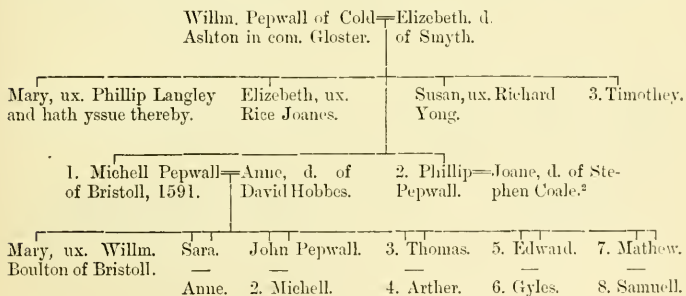 Willm. Pepwall of Cold=Elizebeth. d.
Ashton in com. Gloster. of Smyth.
Mary, ux. Phillip Langley
and hath yssue thereby.
Elizebeth, ux.
Rice Joanes.
Susan, ux. Richard
Yong.
3. Timothey.
1. Michell Pepwall=Anne, d. of
of Bristoll, 1591. David Hobbes.
2. Phillip=Joane, d. of Ste-
Pepwall. phen Coale.²
Mary, ux. Willm.
Boulton of Bristoll.
Sara.
—
Anne.
John Pepwall.
—
2. Michell.
3. Thomas.
—
4. Arther.
5. Edward.
—
6. Gyles.
7. Mathew.
—
8. Samuell.